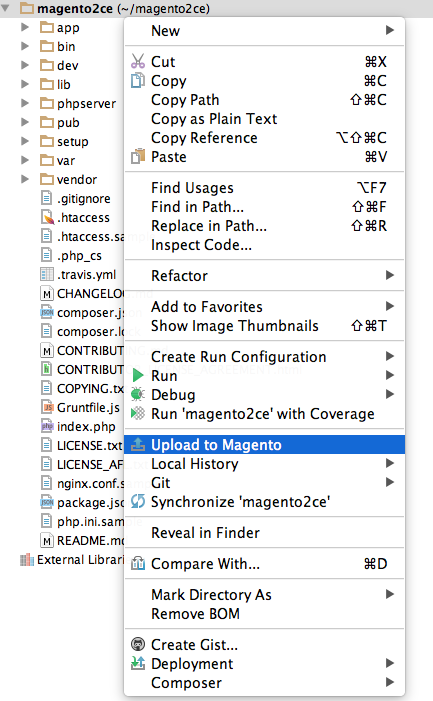 magento2ce (~/magento2ce)
app
bin
dev
lib
phpserver
pub
setup
var
vendor
.gitignore
.htaccess
.htaccess.sam
.php_cs
.travis.yml
CHANGELOG
composer.jso
composer.lo
CONTRIBUT
CONTRIBUT
COPYING.tx
Gruntfile.js
index.php
LICENSE.txt
LICENSE_AF
nginx.conf.s
package.jso
php.ini.sam
README.md
External Librari
New
Cut ⌘X
Copy ⌘C
Copy Path ⇧⌘C
Copy as Plain Text
Copy Reference ⌥⇧⌘C
Paste ⌘V
Find Usages ⌥F7
Find in Path... ⇧⌘F
Replace in Path... ⇧⌘R
Inspect Code...
Refactor
Add to Favorites
Show Image Thumbnails ⇧⌘T
Create Run Configuration
Run
Debug
Run 'magento2ce' with Coverage
Upload to Magento
Local History
Git
Synchronize 'magento2ce'
Reveal in Finder
Compare With... ⌘D
Mark Directory As
Remove BOM
Create Gist...
Deployment
Composer